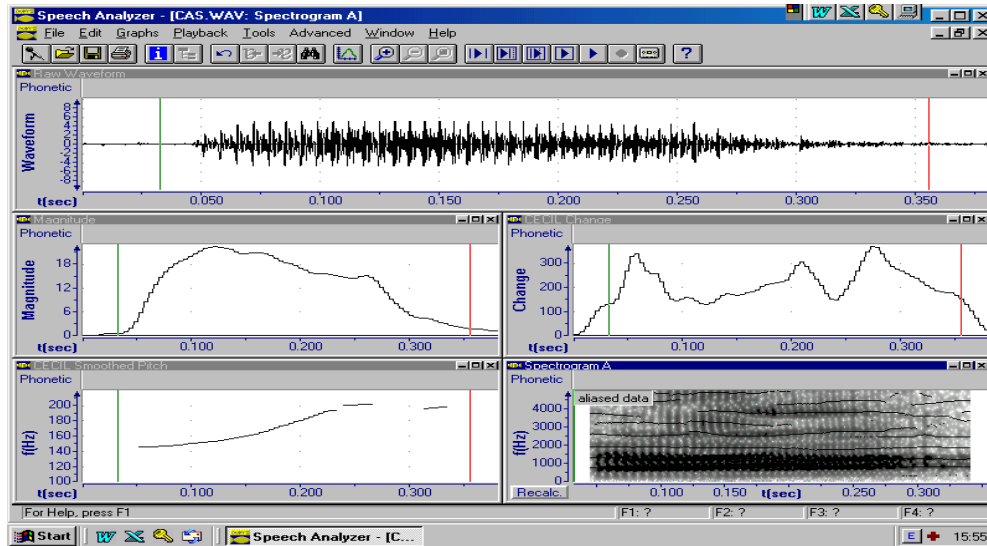 Speech Analyzer - [CAS.WAV: Spectrogram A]
File Edit Graphs Playback Tools Advanced Window Help
Raw Waveform
Phonetic
Waveform
8
6
4
2
0
-2
-4
-6
-8
t(sec) 0.050 0.100 0.150 0.200 0.250 0.300 0.350
Magnitude
Phonetic
Magnitude
18
12
6
0
t(sec) 0.100 0.200 0.300
CECIL Change
Phonetic
Change
300
200
100
0
t(sec) 0.100 0.200 0.300
CECIL Smoothed Pitch
Phonetic
f(Hz)
200
180
160
140
120
100
t(sec) 0.100 0.200 0.300
Spectrogram A
Phonetic
aliased data
f(Hz)
4000
3000
2000
1000
0
Recalc. 0.100 0.150 t(sec) 0.200 0.250 0.300
For Help, press F1 F1: ? F2: ? F3: ? F4: ?
Start Speech Analyzer - [C... E 15:55